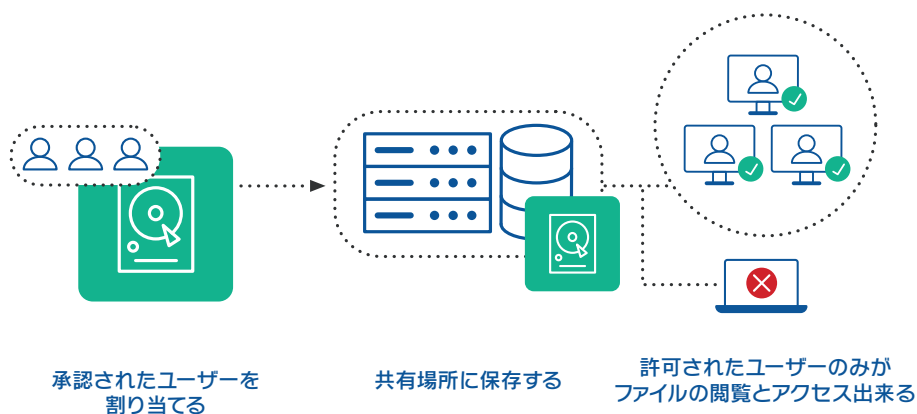 承認されたユーザーを
割り当てる
共有場所に保存する
許可されたユーザーのみが
ファイルの閲覧とアクセス出来る